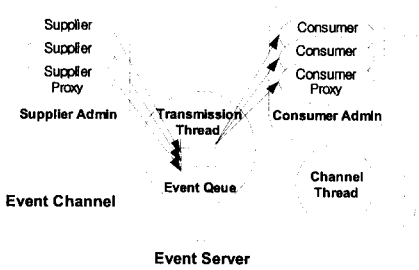 Supplier
Supplier
Supplier
Proxy
Supplier Admin
Consumer
Consumer
Consumer
Proxy
Consumer Admin
Transmission
Thread
Event Qeue
Channel
Thread
Event Channel
Event Server